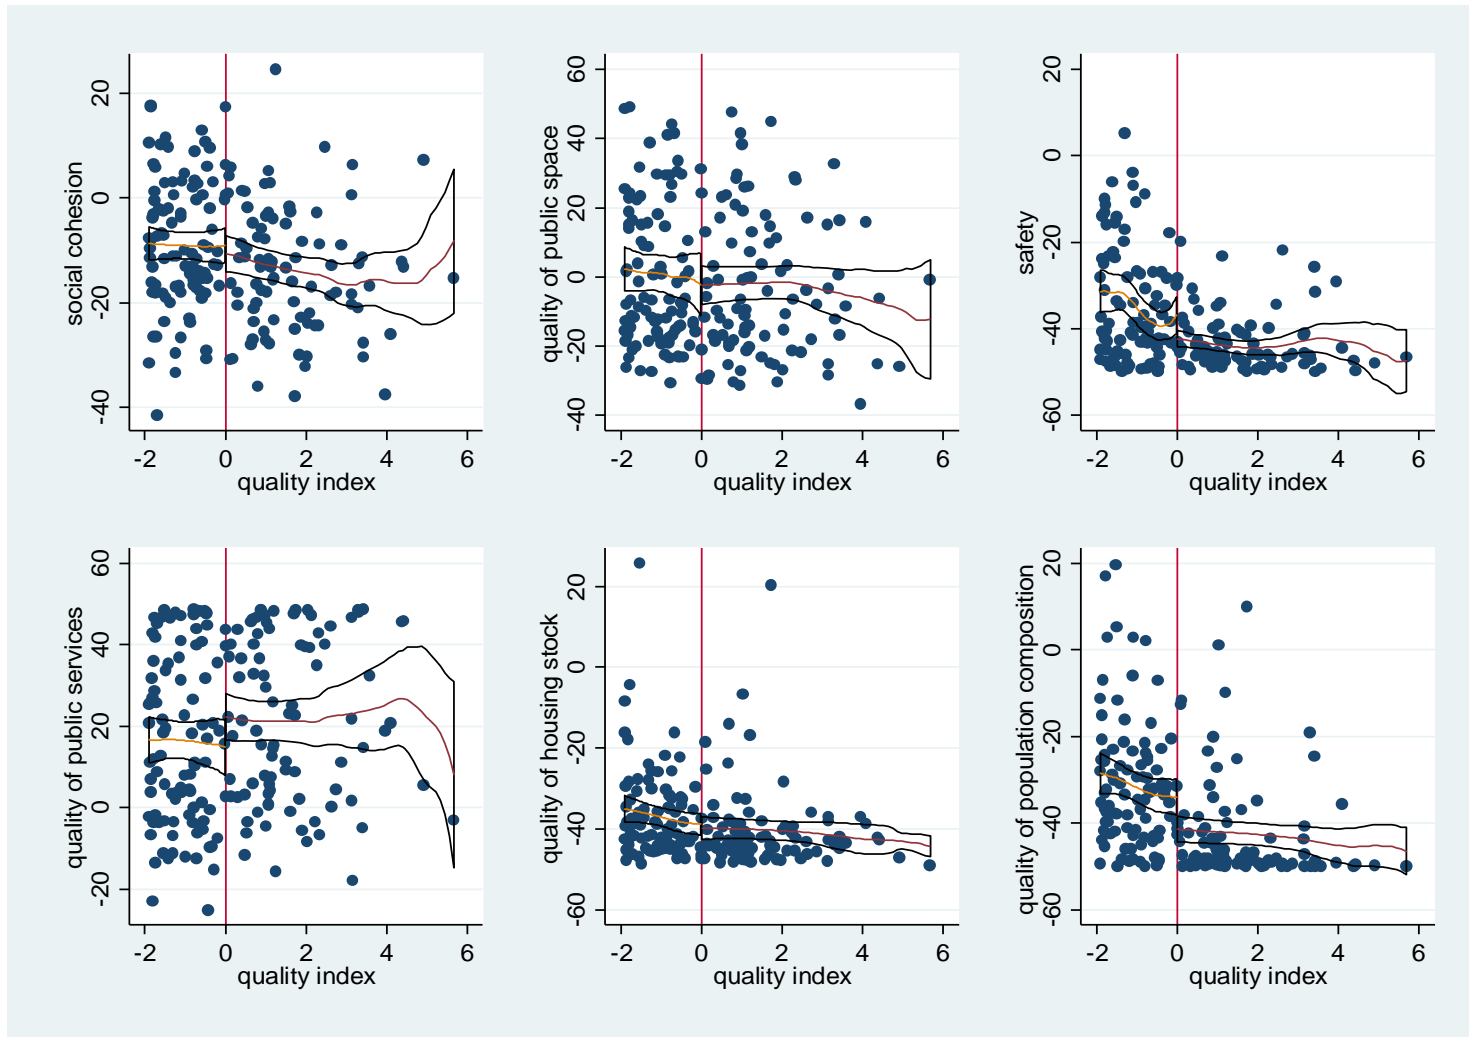 social cohesion
20
0
-20
-40
-2 0 2 4 6
quality index
quality of public space
60
40
20
0
-20
-40
-2 0 2 4 6
quality index
safety
20
0
-20
-40
-60
-2 0 2 4 6
quality index
quality of public services
60
40
20
0
-20
-2 0 2 4 6
quality index
quality of housing stock
20
0
-20
-40
-60
-2 0 2 4 6
quality index
quality of population composition
20
0
-20
-40
-60
-2 0 2 4 6
quality index